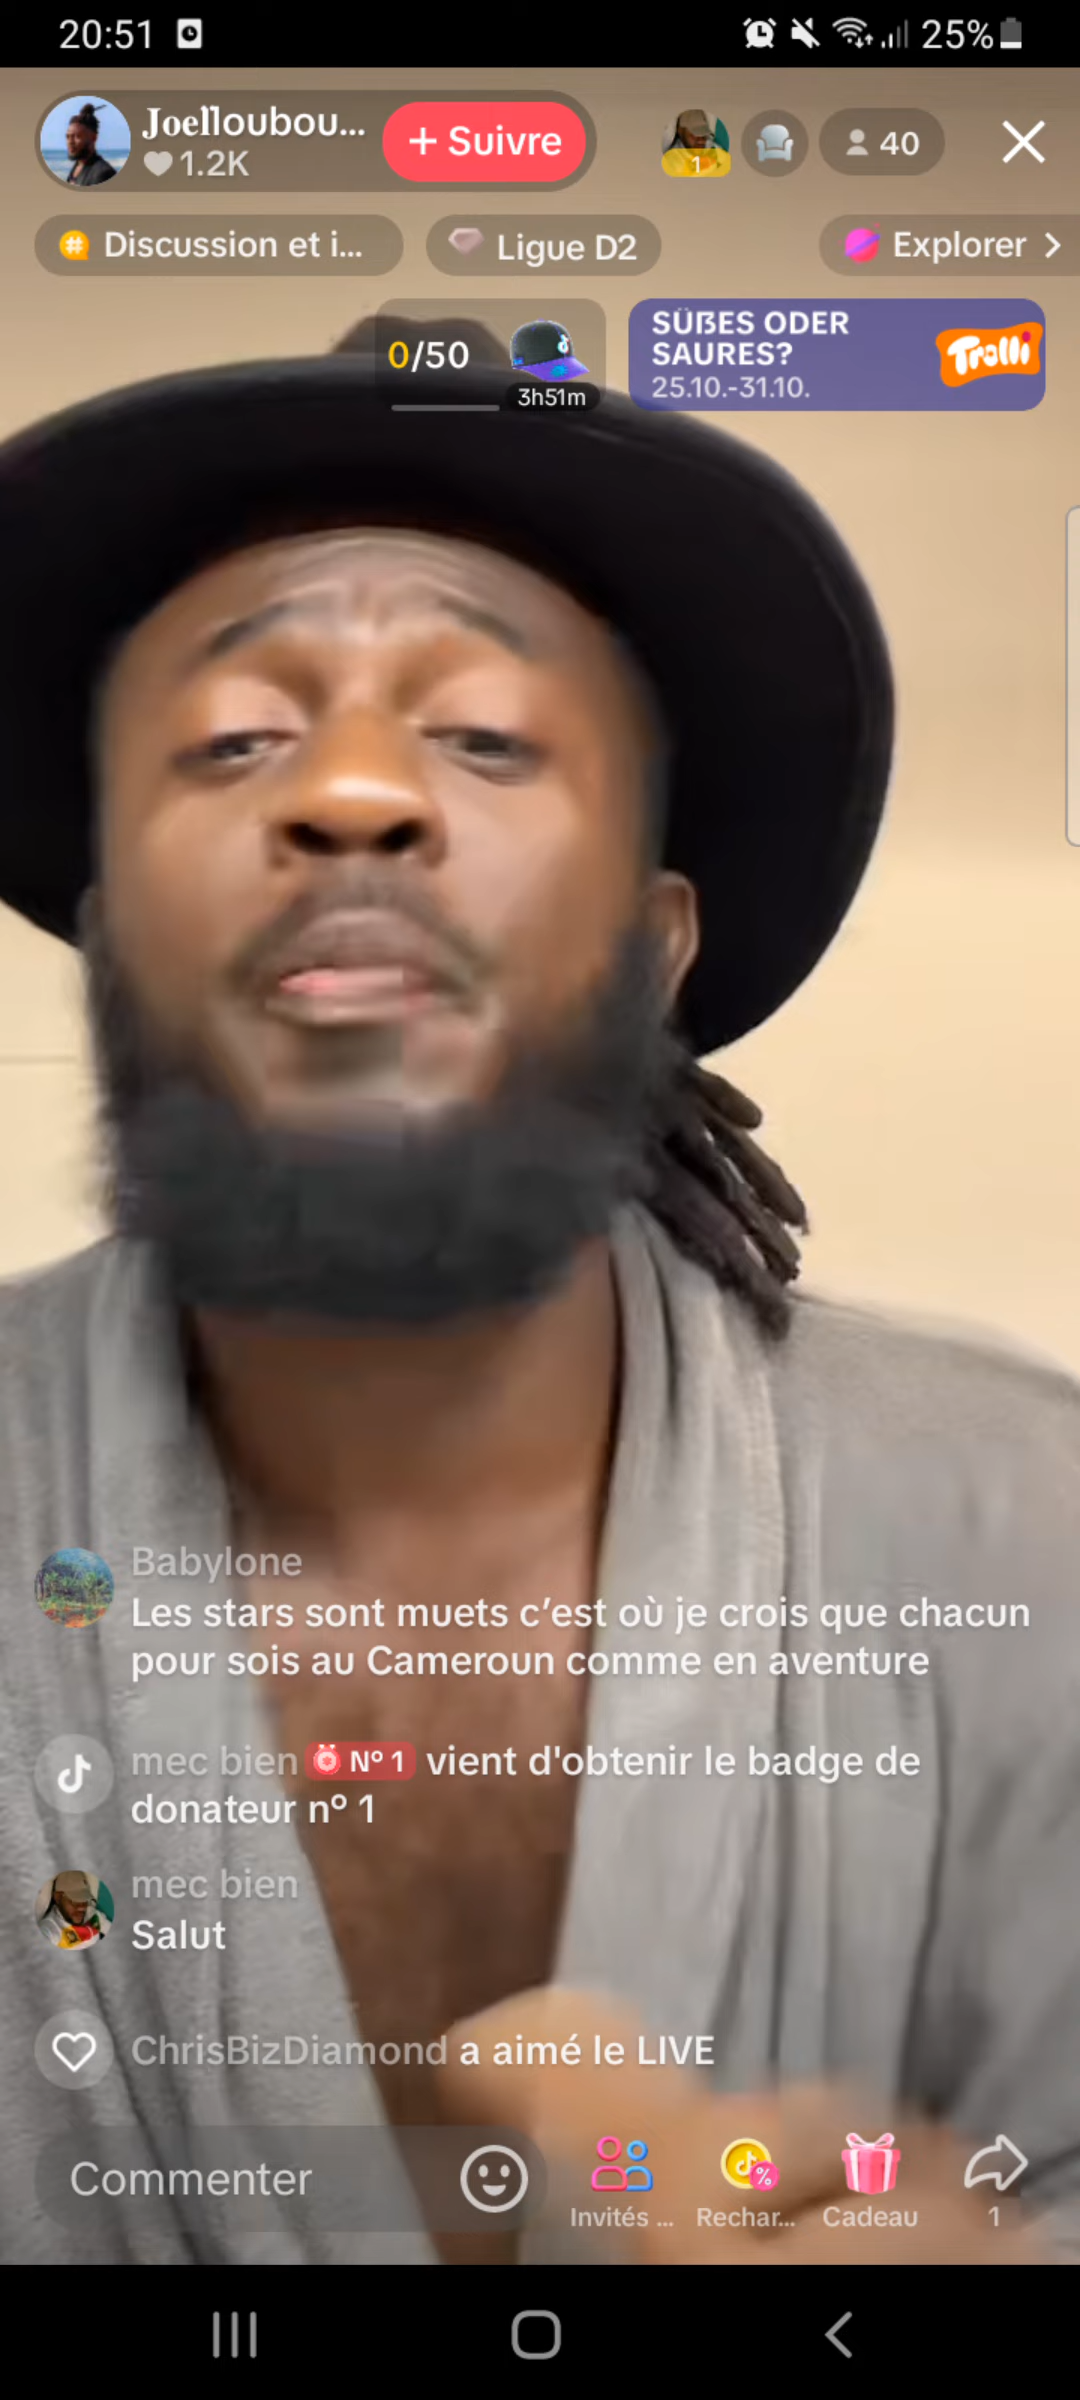 20:51
25%
Joelloubou...
1.2K
+ Suivre
1
40
Discussion et i...
Ligue D2
Explorer >
0/50
3h51m
SÜẞES ODER
SAURES?
25.10.-31.10.
Trolli
Babylone
Les stars sont muets c’est où je crois que chacun
pour sois au Cameroun comme en aventure
mec bien Nº 1 vient d'obtenir le badge de
donateur nº 1
mec bien
Salut
ChrisBizDiamond a aimé le LIVE
Commenter
Invités ...
Rechar...
Cadeau
1